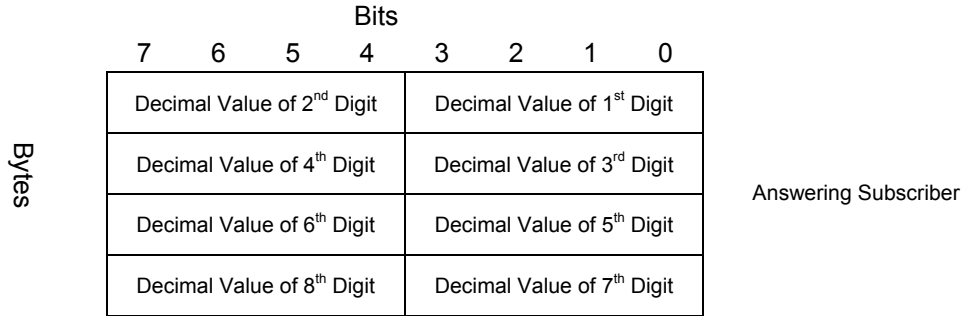 Bits
7 6 5 4 3 2 1 0
Decimal Value of 2nd Digit Decimal Value of 1st Digit
Decimal Value of 4th Digit Decimal Value of 3rd Digit
Bytes
Answering Subscriber
Decimal Value of 6th Digit Decimal Value of 5th Digit
Decimal Value of 8th Digit Decimal Value of 7th Digit